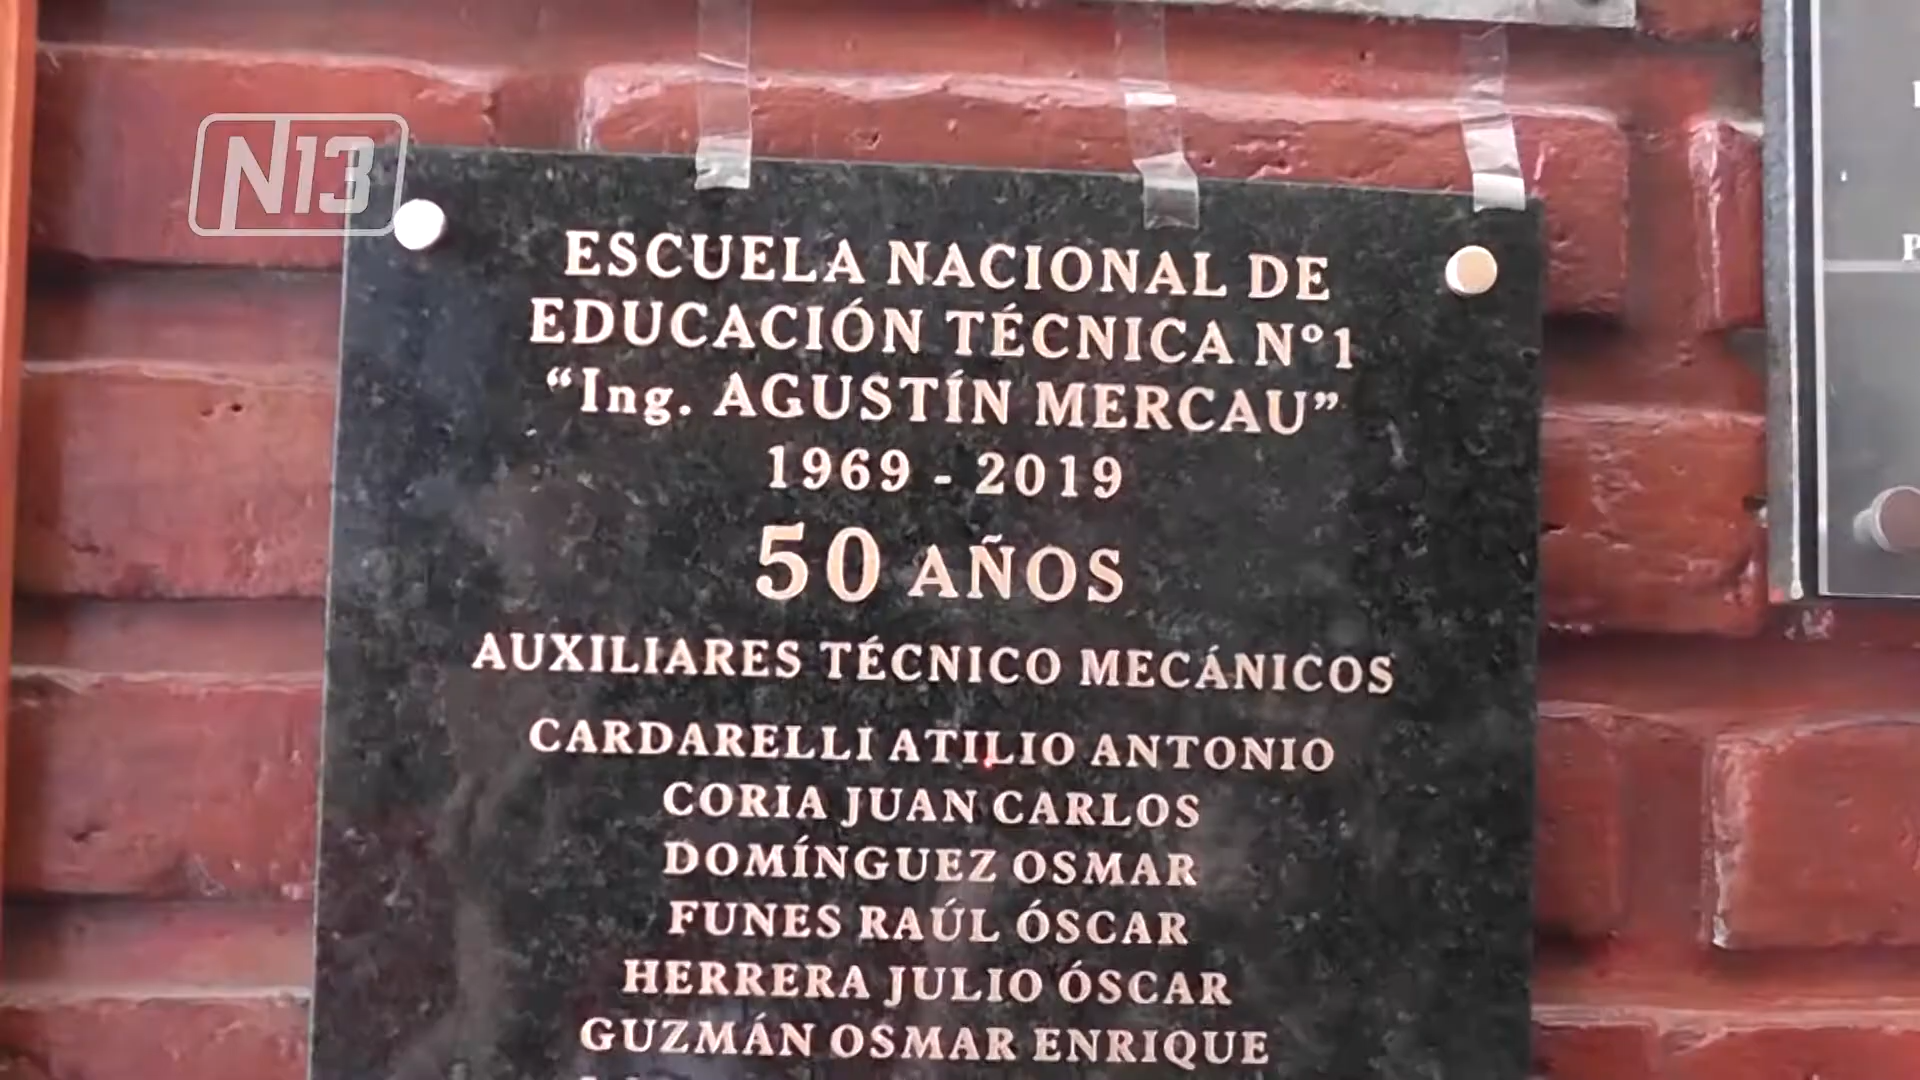 N13
ESCUELA NACIONAL DE
EDUCACIÓN TÉCNICA N°1
“Ing. AGUSTÍN MERCAU”
1969 - 2019
50 AÑOS
AUXILIARES TÉCNICO MECÁNICOS
CARDARELLI ATILIO ANTONIO
CORIA JUAN CARLOS
DOMÍNGUEZ OSMAR
FUNES RAÚL ÓSCAR
HERRERA JULIO ÓSCAR
GUZMÁN OSMAR ENRIQUE